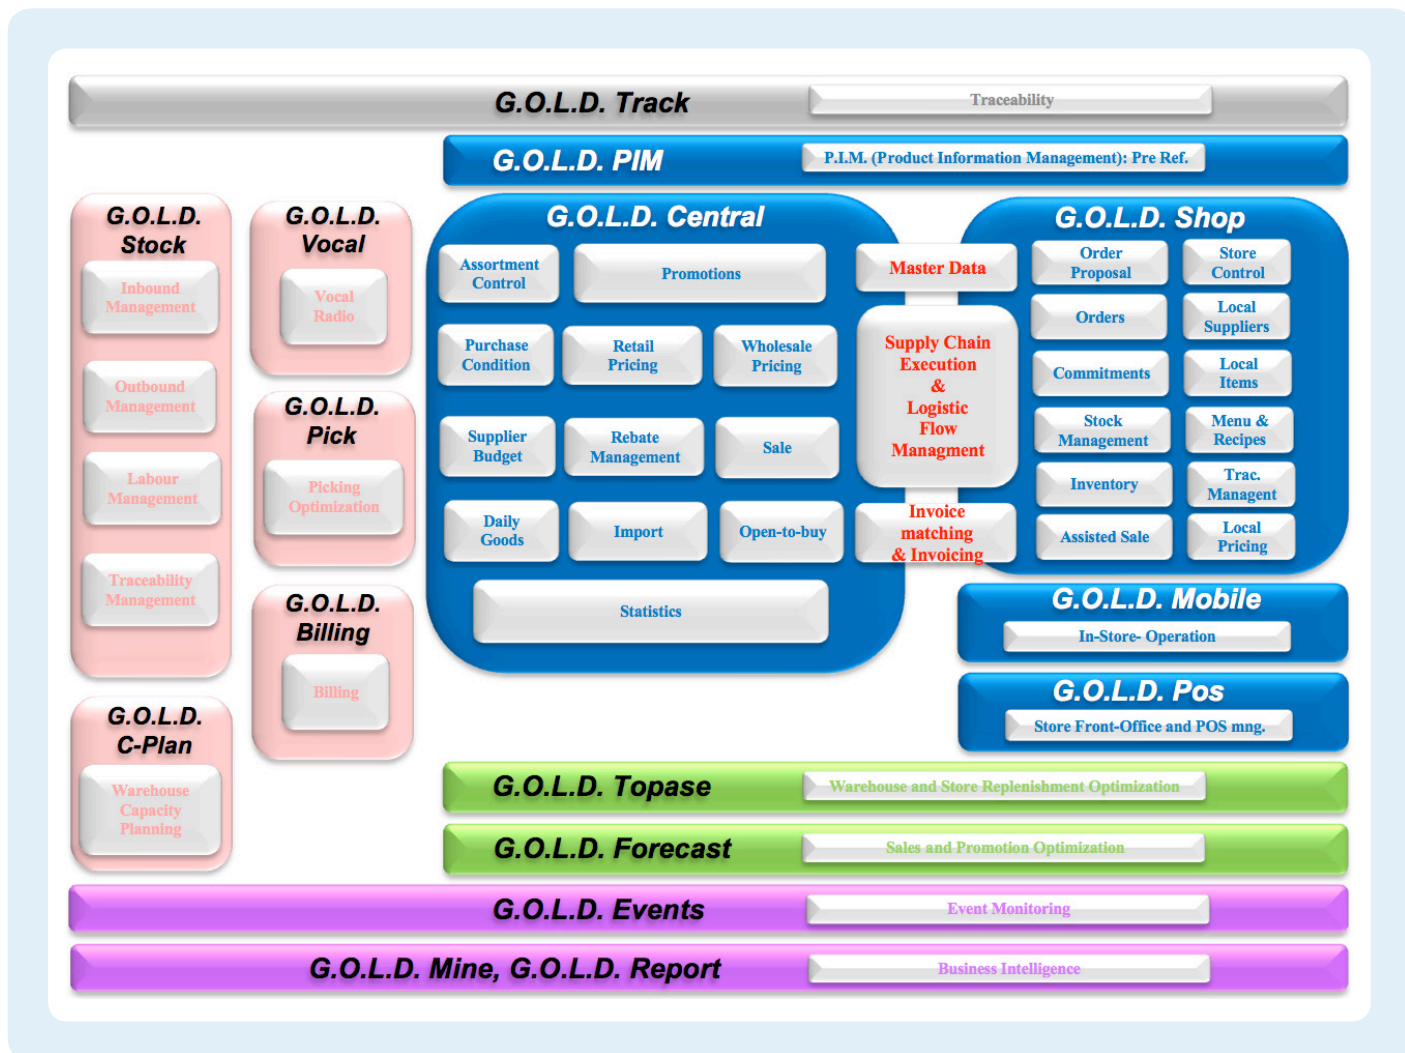 G.O.L.D. Track
Traceability
G.O.L.D. PIM
P.I.M. (Product Information Management): Pre Ref.
G.O.L.D.
Stock
Inbound
Management
Outbound
Management
Labour
Management
Traceability
Management
G.O.L.D.
C-Plan
Warehouse
Capacity
Planning
G.O.L.D.
Vocal
Vocal
Radio
G.O.L.D.
Pick
Picking
Optimization
G.O.L.D.
Billing
Billing
G.O.L.D. Central
Assortment
Control
Promotions
Purchase
Condition
Retail
Pricing
Wholesale
Pricing
Supplier
Budget
Rebate
Management
Sale
Daily
Goods
Import
Open-to-buy
Statistics
Master Data
Supply Chain
Execution
&
Logistic
Flow
Managment
Invoice
matching
& Invoicing
G.O.L.D. Shop
Order
Proposal
Store
Control
Orders
Local
Suppliers
Commitments
Local
Items
Stock
Management
Menu &
Recipes
Inventory
Trac.
Managent
Assisted Sale
Local
Pricing
G.O.L.D. Mobile
In-Store- Operation
G.O.L.D. Pos
Store Front-Office and POS mng.
G.O.L.D. Topase
Warehouse and Store Replenishment Optimization
G.O.L.D. Forecast
Sales and Promotion Optimization
G.O.L.D. Events
Event Monitoring
G.O.L.D. Mine, G.O.L.D. Report
Business Intelligence